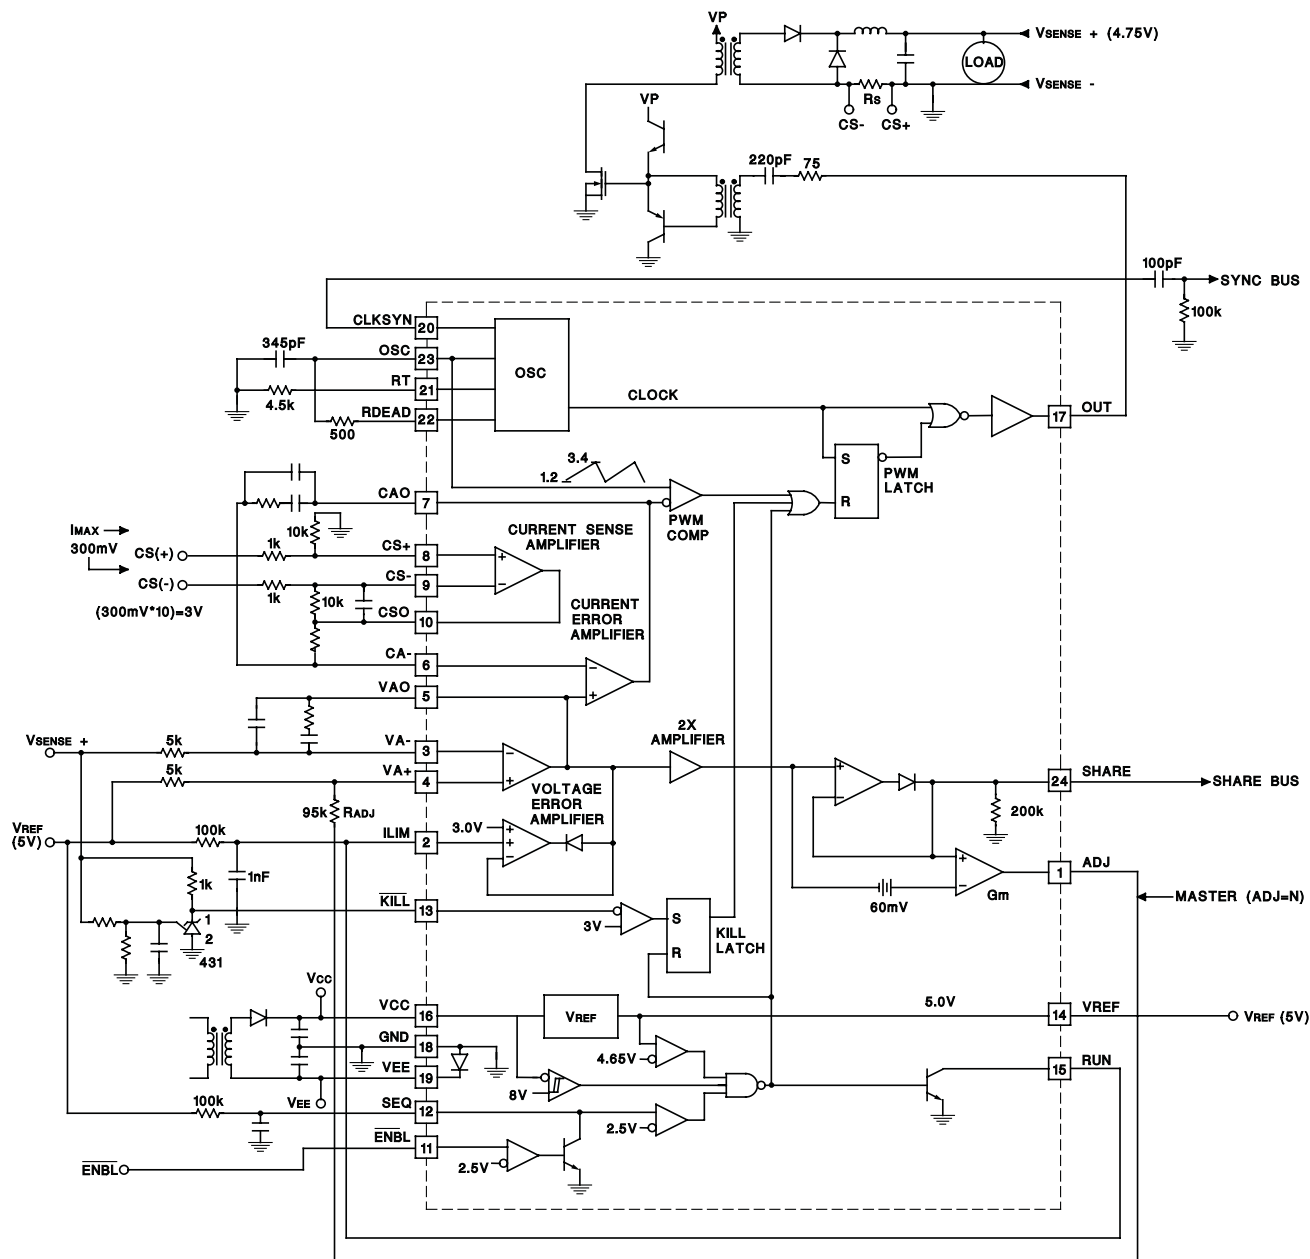 VP
VSENSE + (4.75V)
LOAD
VSENSE -
Rs
CS-
CS+
VP
220pF
75
100pF
SYNC BUS
100k
CLKSYN
20
345pF
OSC
23
RT
21
4.5k
RDEAD
22
500
OSC
CLOCK
OUT
17
S
R
PWM
LATCH
3.4
1.2
CAO
7
PWM
COMP
IMAX
300mV
10k
CURRENT SENSE
AMPLIFIER
CS(+)
1k
CS+
8
CS(-)
1k
CS-
9
(300mV*10)=3V
10k
CSO
10
CURRENT
ERROR
AMPLIFIER
CA-
6
VAO
5
2X
AMPLIFIER
VSENSE +
5k
VA-
3
5k
VA+
4
SHARE
24
SHARE BUS
VOLTAGE
ERROR
AMPLIFIER
95k
RADJ
200k
VREF
(5V)
100k
ILIM
2
3.0V
1k
1nF
ADJ
1
Gm
60mV
MASTER (ADJ=N)
KILL
13
3V
S
R
KILL
LATCH
1
2
431
VCC
VCC
16
VREF
5.0V
VREF
14
VREF (5V)
GND
18
4.65V
VEE
19
RUN
15
VEE
8V
100k
SEQ
12
2.5V
ENBL
11
2.5V
ENBL